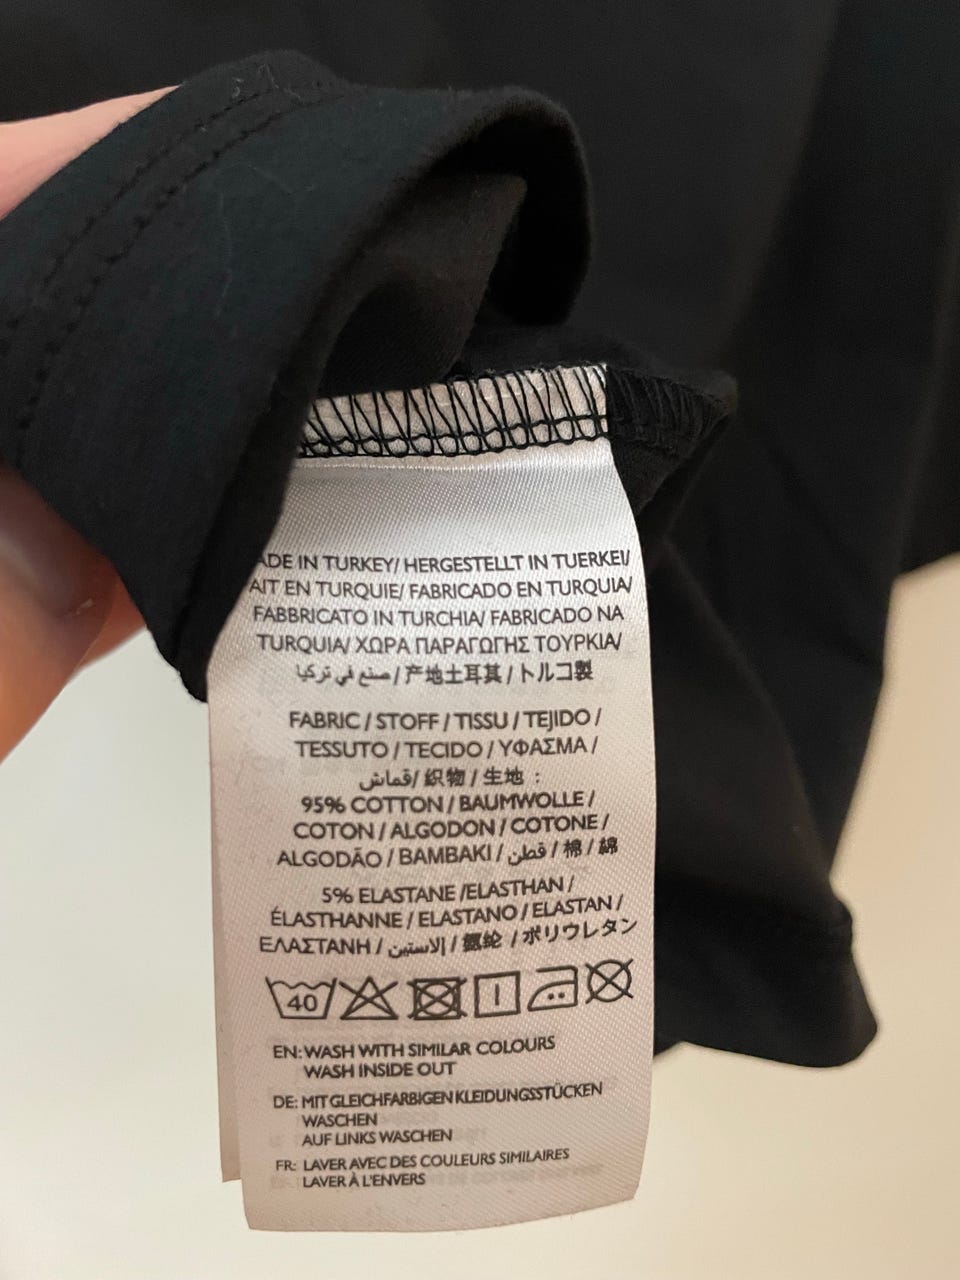 ADE IN TURKEY/ HERGESTELLT IN TUERKEI/
AIT EN TURQUIE/ FABRICADO EN TURQUIA/
FABBRICATO IN TURCHIA/ FABRICADO NA
TURQUIA/ ΧΩΡΑ ΠΑΡΑΓΩΓΗΣ ΤΟΥΡΚΙΑ/
صنع في تركيا / 产地土耳其 / トルコ製
FABRIC / STOFF / TISSU / TEJIDO /
TESSUTO / TECIDO / ΥΦΑΣΜΑ /
قماش / 织物 / 生地 :
95% COTTON / BAUMWOLLE /
COTON / ALGODON / COTONE /
ALGODÃO / BAMBAKI / قطن / 棉 / 綿
5% ELASTANE /ELASTHAN /
ÉLASTHANNE / ELASTANO / ELASTAN /
ΕΛΑΣΤΑΝΗ / إلاستين / 氨纶 / ポリウレタン
40
EN: WASH WITH SIMILAR COLOURS
WASH INSIDE OUT
DE: MIT GLEICHFARBIGEN KLEIDUNGSSTÜCKEN
WASCHEN
AUF LINKS WASCHEN
FR: LAVER AVEC DES COULEURS SIMILAIRES
LAVER À L'ENVERS